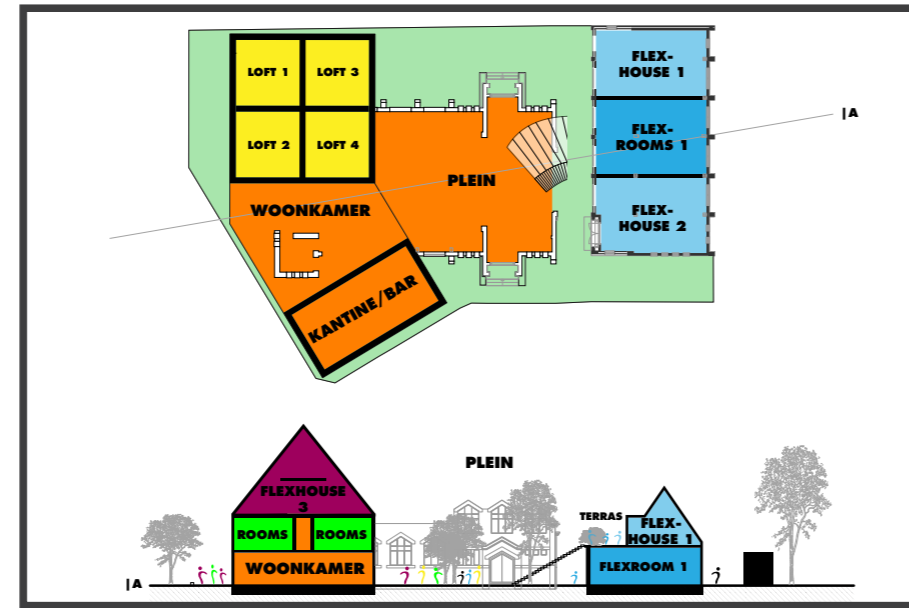 LOFT 1
LOFT 3
LOFT 2
LOFT 4
WOONKAMER
KANTINE/BAR
PLEIN
FLEX-
HOUSE 1
FLEX-
ROOMS 1
FLEX-
HOUSE 2
|A
PLEIN
FLEXHOUSE
3
ROOMS
ROOMS
WOONKAMER
TERRAS
FLEX-
HOUSE 1
FLEXROOM 1
|A